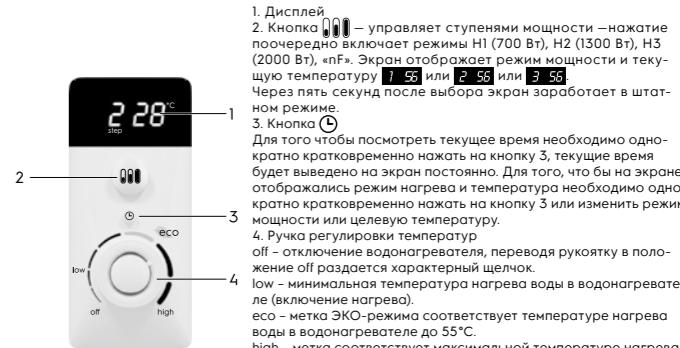 2 28 °C
step
1
2
3
eco
4
low
off
high
1. Дисплей
2. Кнопка — управляет ступенями мощности —нажатие
поочередно включает режимы H1 (700 Вт), H2 (1300 Вт), H3
(2000 Вт), «nF». Экран отображает режим мощности и теку-
щую температуру 1 56 или 2 56 или 3 56.
Через пять секунд после выбора экран заработает в штат-
ном режиме.
3. Кнопка
Для того чтобы посмотреть текущее время необходимо одно-
кратно кратковременно нажать на кнопку 3, текущие время
будет выведено на экран постоянно. Для того, что бы на экране
отображались режим нагрева и температура необходимо одно
кратно кратковременно нажать на кнопку 3 или изменить режим
мощности или целевую температуру.
4. Ручка регулировки температур
off – отключение водонагревателя, переводя рукоятку в поло-
жение off раздается характерный щелчок.
low – минимальная температура нагрева воды в водонагревате
ле (включение нагрева).
eco – метка ЭКО-режима соответствует температуре нагрева
воды в водонагревателе до 55°C.
high – метка соответствует максимальной температуре нагрева